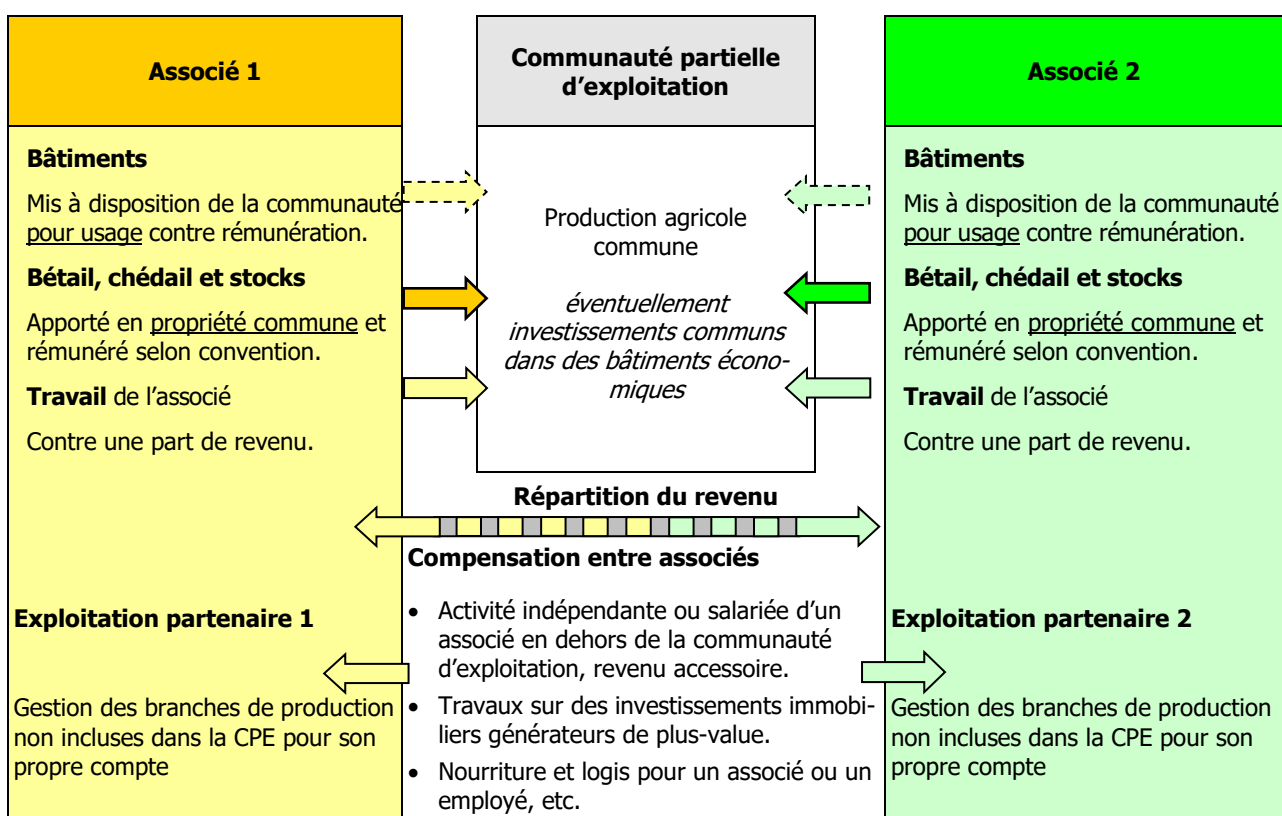 Associé 1
Bâtiments
Mis à disposition de la communauté
pour usage contre rémunération.
Bétail, chédail et stocks
Apporté en propriété commune et
rémunéré selon convention.
Travail de l'associé
Contre une part de revenu.
Exploitation partenaire 1
Gestion des branches de production
non incluses dans la CPE pour son
propre compte
Communauté partielle
d'exploitation
Production agricole
commune
éventuellement
investissements communs
dans des bâtiments écono-
miques
Répartition du revenu
Compensation entre associés
• Activité indépendante ou salariée d'un
associé en dehors de la communauté
d'exploitation, revenu accessoire.
• Travaux sur des investissements immobi-
liers générateurs de plus-value.
• Nourriture et logis pour un associé ou un
employé, etc.
Associé 2
Bâtiments
Mis à disposition de la communauté
pour usage contre rémunération.
Bétail, chédail et stocks
Apporté en propriété commune et
rémunéré selon convention.
Travail de l'associé
Contre une part de revenu.
Exploitation partenaire 2
Gestion des branches de production
non incluses dans la CPE pour son
propre compte